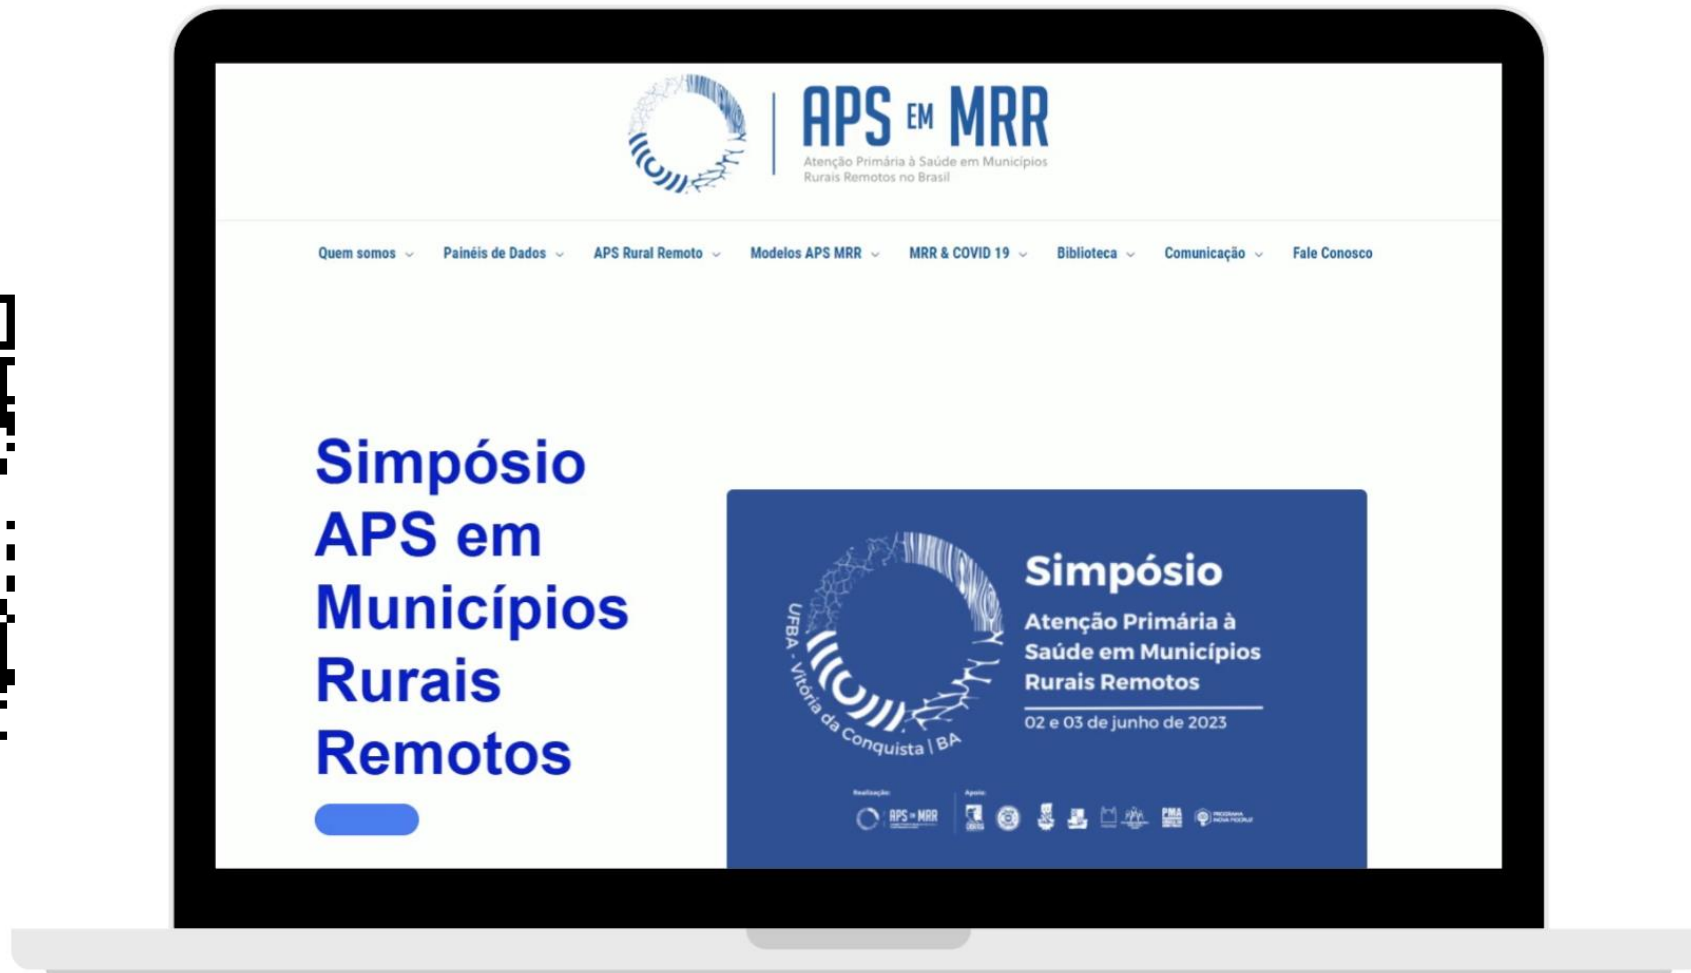 APS EM MRR
Atenção Primária à Saúde em Municípios
Rurais Remotos no Brasil
Quem somos Painéis de Dados APS Rural Remoto Modelos APS MRR MRR & COVID 19 Biblioteca Comunicação Fale Conosco
Simpósio
APS em
Municípios
Rurais
Remotos
UFBA - Vitória da Conquista | BA
Simpósio
Atenção Primária à
Saúde em Municípios
Rurais Remotos
02 e 03 de junho de 2023
Realização:
APS EM MRR
Apoio:
PMA